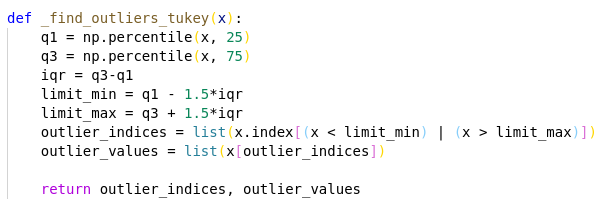 def _find_outliers_tukey(x):
    q1 = np.percentile(x, 25)
    q3 = np.percentile(x, 75)
    iqr = q3-q1
    limit_min = q1 - 1.5*iqr
    limit_max = q3 + 1.5*iqr
    outlier_indices = list(x.index[(x < limit_min) | (x > limit_max)])
    outlier_values = list(x[outlier_indices])

    return outlier_indices, outlier_values